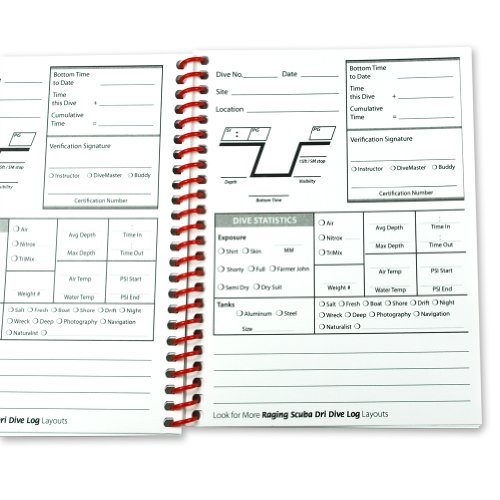 Bottom Time
to Date
Time
this Dive +
Cumulative
Time =
Verification Signature
Instructor DiveMaster Buddy
Certification Number
PG
15ft/5M stop
Visibility
Air
Nitrox
TriMix
Weight #
Avg Depth
Max Depth
Air Temp
Water Temp
Time In
Time Out
PSI Start
PSI End
Salt Fresh Boat Shore Drift Night
Wreck Deep Photography Navigation
Naturalist
Dri Dive Log Layouts
Dive No. Date
Site
Location
SI : PG
PG
15ft/5M stop
Depth
Visibility
Bottom Time
Bottom Time
to Date
Time
this Dive +
Cumulative
Time =
Verification Signature
Instructor DiveMaster Buddy
Certification Number
DIVE STATISTICS
Exposure
Shirt Skin MM
Shorty Full Farmer John
Semi Dry Dry Suit
Tanks
Aluminum Steel
Size
Air
Nitrox
TriMix
Weight #
Avg Depth
Max Depth
Air Temp
Water Temp
Time In
Time Out
PSI Start
PSI End
Salt Fresh Boat Shore Drift Night
Wreck Deep Photography Navigation
Naturalist
Look for More Raging Scuba Dri Dive Log Layouts